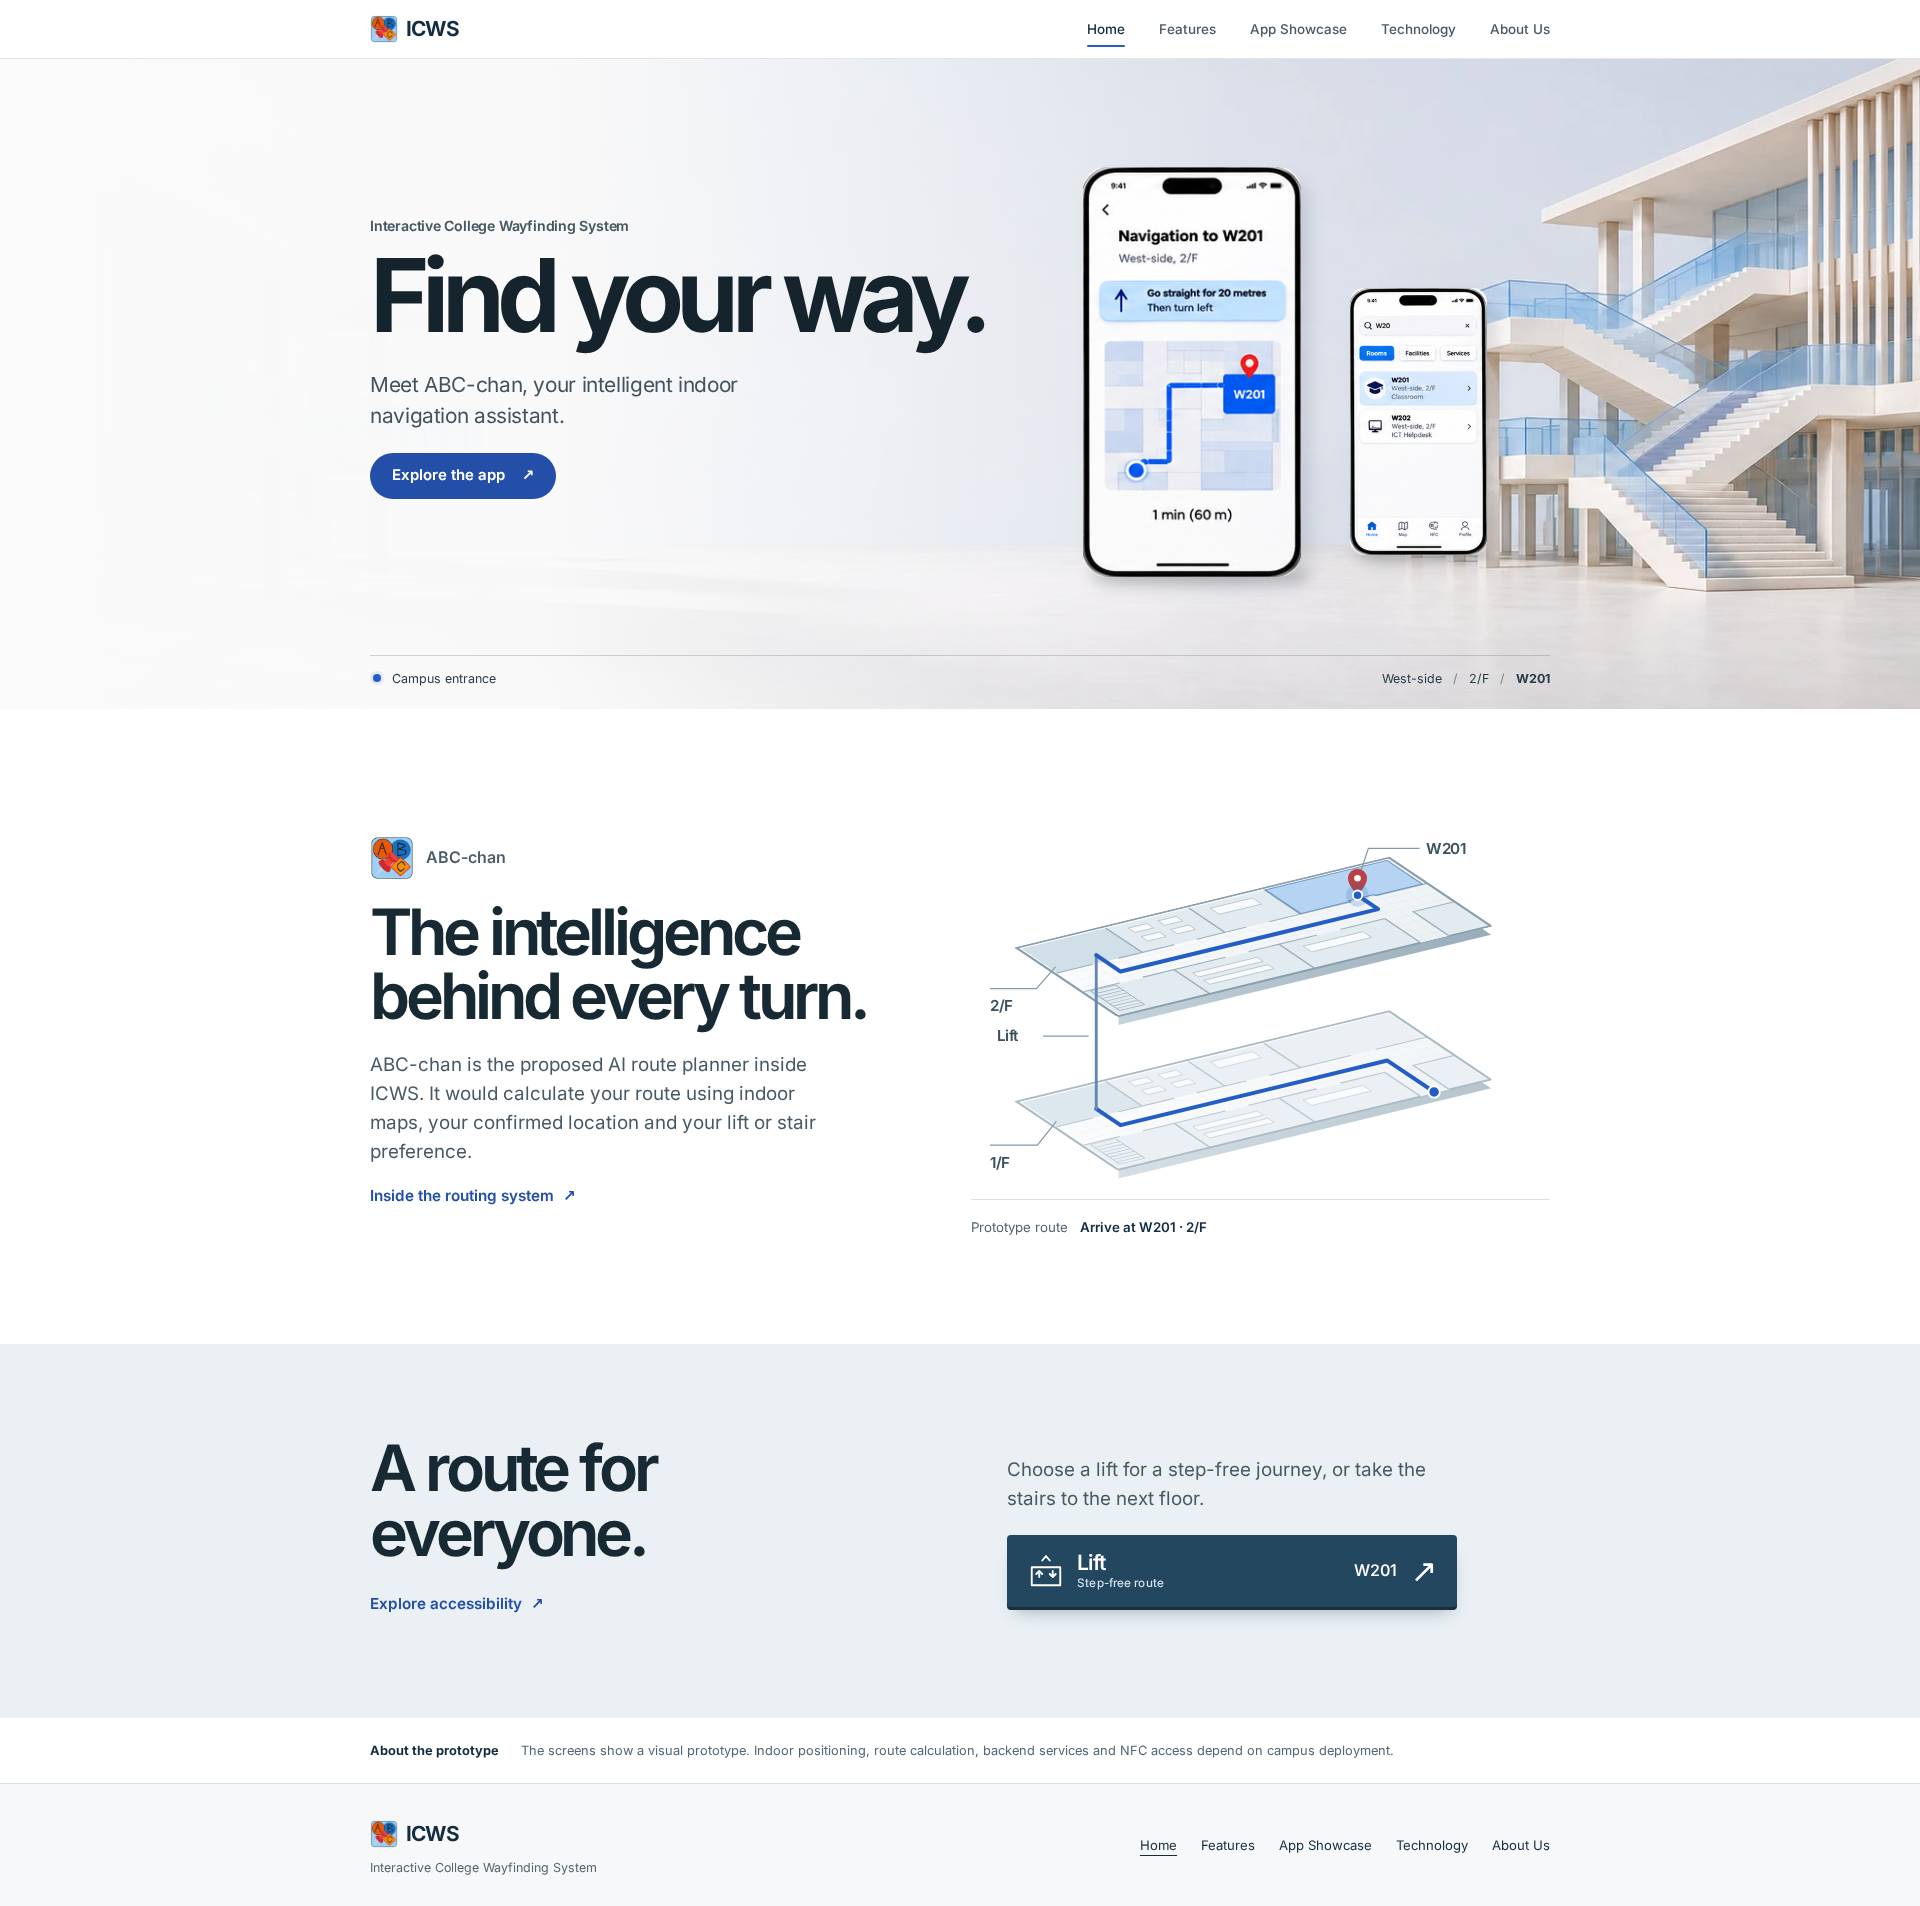 ICWS
Home Features App Showcase Technology About Us
Interactive College Wayfinding System
Find your way.
Meet ABC-chan, your intelligent indoor
navigation assistant.
Explore the app ↗
9:41
Navigation to W201
West-side, 2/F
Go straight for 20 metres
Then turn left
W201
1 min (60 m)
9:41
W20 ×
Rooms Facilities Services
W201
West-side, 2/F
Classroom
W202
West-side, 2/F
ICT Helpdesk
Home Map NFC Profile
Campus entrance
West-side / 2/F / W201
A B C
ABC-chan
The intelligence
behind every turn.
ABC-chan is the proposed AI route planner inside
ICWS. It would calculate your route using indoor
maps, your confirmed location and your lift or stair
preference.
Inside the routing system ↗
W201
2/F
Lift
1/F
Prototype route Arrive at W201 · 2/F
A route for
everyone.
Explore accessibility ↗
Choose a lift for a step-free journey, or take the
stairs to the next floor.
Lift
Step-free route
W201 ↗
About the prototype The screens show a visual prototype. Indoor positioning, route calculation, backend services and NFC access depend on campus deployment.
ICWS
Interactive College Wayfinding System
Home Features App Showcase Technology About Us